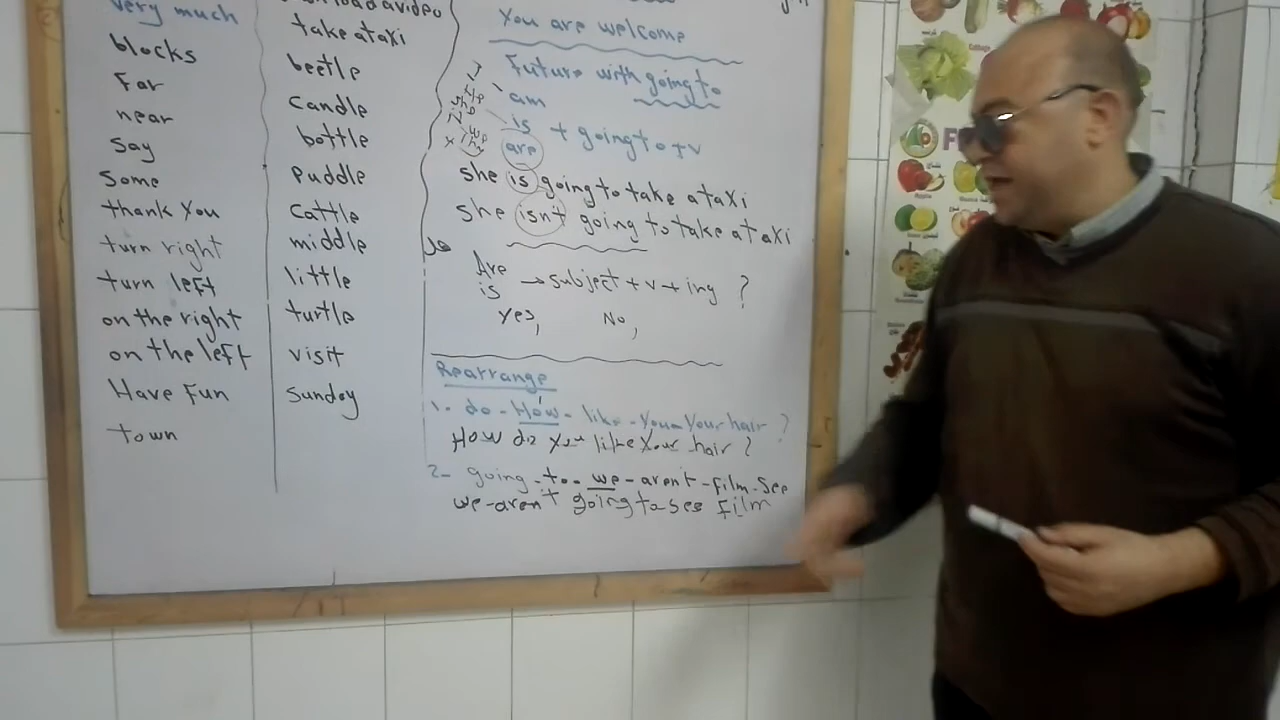 very much
blocks
Far
near
say
Some
thank You
turn right
turn left
on the right
on the left
Have Fun
town
load a video
take a taxi
beetle
candle
bottle
Puddle
Cattle
middle
little
turtle
visit
Sunday
You are welcome
Future with going to
am
is + going to + v
are
she is going to take a taxi
she isn't going to take a taxi
هل
Are
is → subject + v + ing ?
Yes, No,
Rearrange
1- do - How - like - You - Your hair ?
How do you like Your hair ?
2- going - to - we - aren't - film - see
we - aren't going to see Film